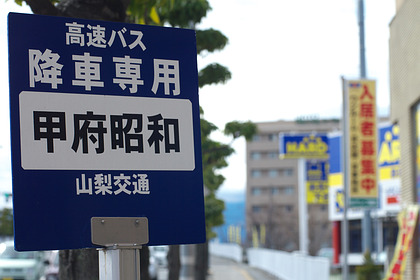 高速バス
降車専用
甲府昭和
山梨交通
入居者募集中